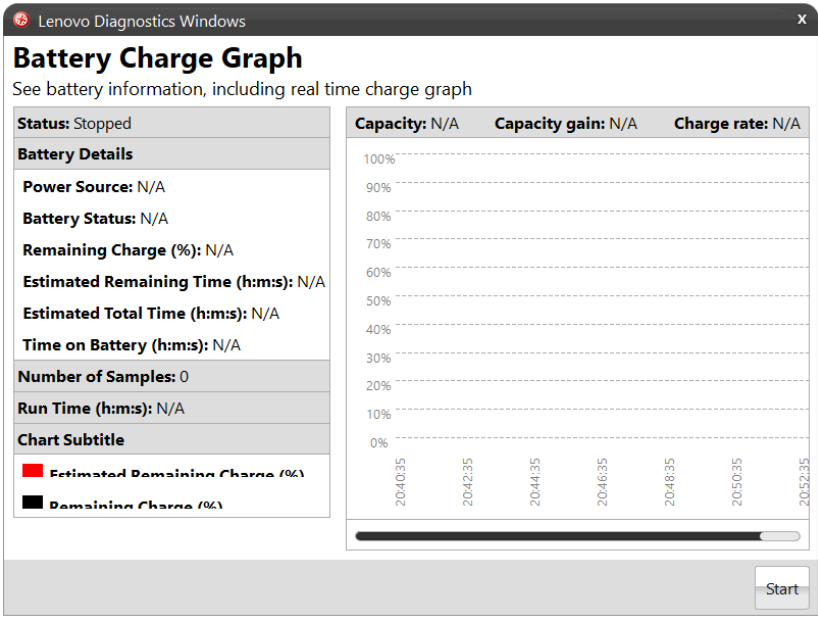 Lenovo Diagnostics Windows
x
Battery Charge Graph
See battery information, including real time charge graph
Status: Stopped
Battery Details
Power Source: N/A
Battery Status: N/A
Remaining Charge (%): N/A
Estimated Remaining Time (h:m:s): N/A
Estimated Total Time (h:m:s): N/A
Time on Battery (h:m:s): N/A
Number of Samples: 0
Run Time (h:m:s): N/A
Chart Subtitle
Estimated Remaining Charge (%)
Remaining Charge (%)
Capacity: N/A Capacity gain: N/A Charge rate: N/A
100%
90%
80%
70%
60%
50%
40%
30%
20%
10%
0%
20:40:35
20:42:35
20:44:35
20:46:35
20:48:35
20:50:35
20:52:35
Start